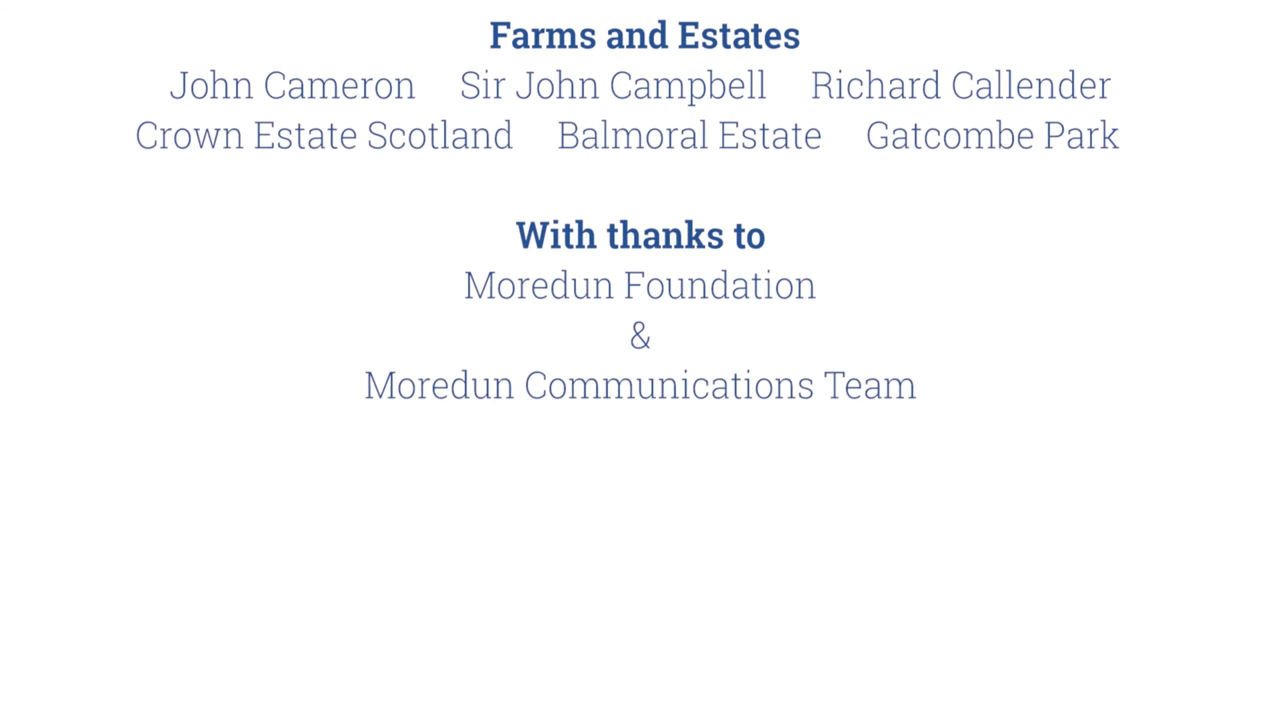 Farms and Estates
John Cameron Sir John Campbell Richard Callender
Crown Estate Scotland Balmoral Estate Gatcombe Park
With thanks to
Moredun Foundation
&
Moredun Communications Team